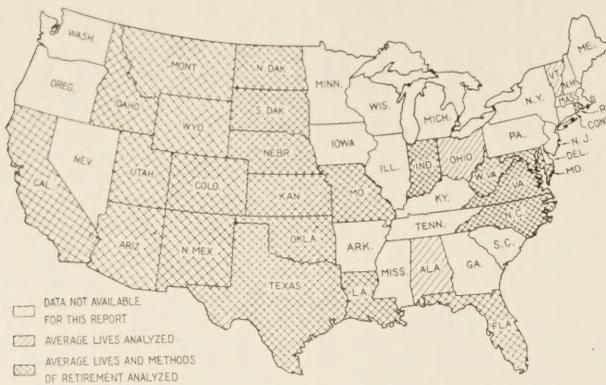 WASH.
OREG.
CAL
NEV.
IDAHO
MONT
WYO
UTAH
COLO
ARIZ
N.MEX
N. DAK
S. DAK
NEBR
KAN
OKLA
TEXAS
MINN.
IOWA
MO
ARK.
LA
WIS.
ILL.
MICH.
IND
OHIO
KY.
TENN.
MISS.
ALA
GA.
FLA
S.C.
N.C
VA
W.VA
PA.
N.Y.
VT
N.H.
ME.
MASS
CONN
N.J.
DEL.
MD.
DATA NOT AVAILABLE
FOR THIS REPORT
AVERAGE LIVES ANALYZED
AVERAGE LIVES AND METHODS
OF RETIREMENT ANALYZED